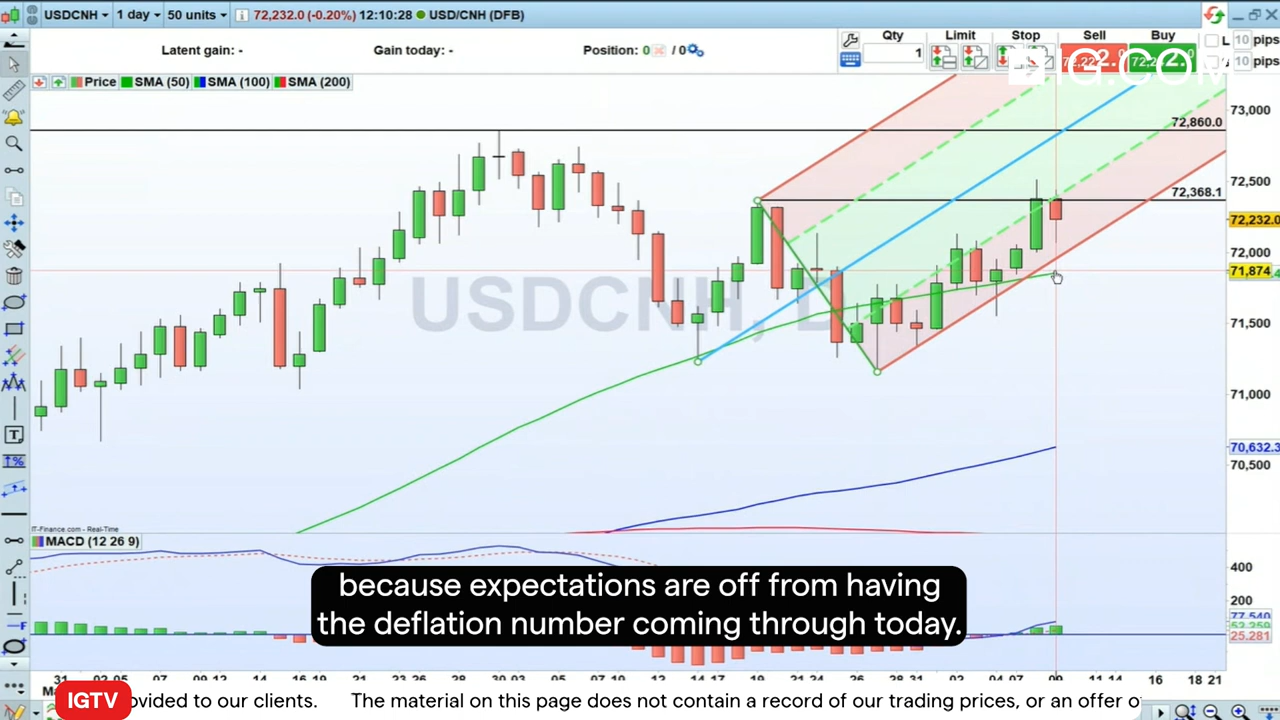 USDCNH 1 day 50 units 72,232.0 (-0.20%) 12:10:28 USD/CNH (DFB)
Latent gain: - Gain today: - Position: 0 / 0
Qty Limit Stop Sell Buy
1
L 10 pips
10 pips
IG.COM
Price SMA (50) SMA (100) SMA (200)
73,000
72,860.0
72,500
72,368.1
72,232.0
72,000
71,874
USDCNH, D
71,500
71,000
70,632.3
70,500
IT-Finance.com - Real-Time
MACD (12 26 9)
400
200
77.540
52.259
25.281
because expectations are off from having
the deflation number coming through today.
31 02 05 07 09 12 14 16 19 21 23 26 28 30 02 05 07 10 12 14 17 19 21 24 26 28 31 02 04 07 09 11 14 16 18 21
IGTV
ovided to our clients. The material on this page does not contain a record of our trading prices, or an offer o